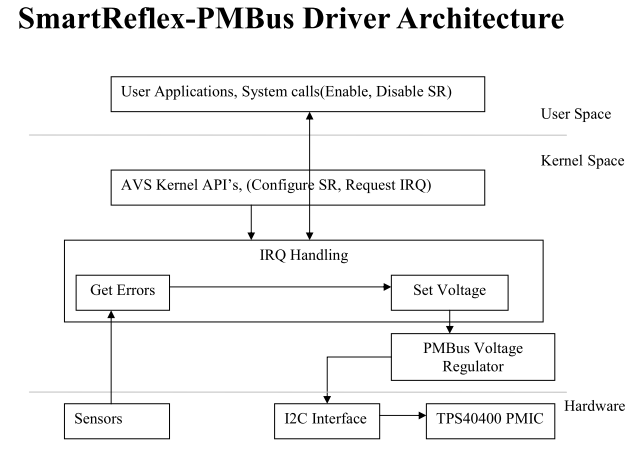 SmartReflex-PMBus Driver Architecture
User Applications, System calls(Enable, Disable SR)
User Space
Kernel Space
AVS Kernel API's, (Configure SR, Request IRQ)
IRQ Handling
Get Errors
Set Voltage
PMBus Voltage
Regulator
Hardware
Sensors
I2C Interface
TPS40400 PMIC